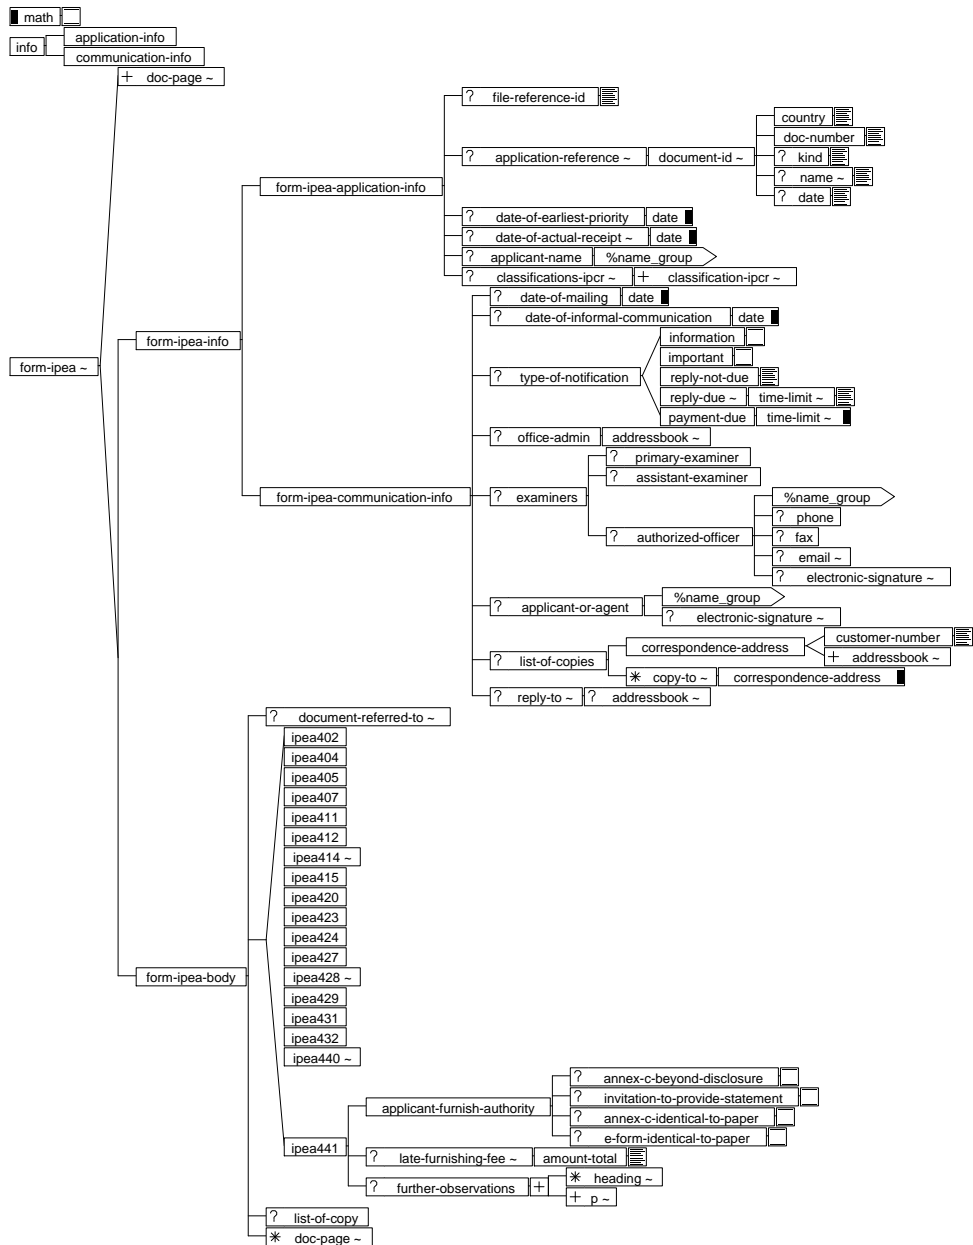 math
info
application-info
communication-info
+ doc-page ~
? file-reference-id
country
doc-number
? application-reference ~ document-id ~ ? kind
? name ~
form-ipea-application-info
? date
? date-of-earliest-priority date
? date-of-actual-receipt ~ date
? applicant-name %name_group
? classifications-ipcr ~ + classification-ipcr ~
? date-of-mailing date
? date-of-informal-communication date
form-ipea-info
information
important
form-ipea ~
? type-of-notification
reply-not-due
reply-due ~ time-limit ~
payment-due time-limit ~
? office-admin addressbook ~
? primary-examiner
? assistant-examiner
form-ipea-communication-info
? examiners
%name_group
? phone
? authorized-officer ? fax
? email ~
? electronic-signature ~
? applicant-or-agent
%name_group
? electronic-signature ~
customer-number
? list-of-copies
correspondence-address
+ addressbook ~
* copy-to ~ correspondence-address
? reply-to ~ ? addressbook ~
? document-referred-to ~
ipea402
ipea404
ipea405
ipea407
ipea411
ipea412
ipea414 ~
ipea415
ipea420
ipea423
ipea424
ipea427
form-ipea-body
ipea428 ~
ipea429
ipea431
ipea432
ipea440 ~
? annex-c-beyond-disclosure
? invitation-to-provide-statement
applicant-furnish-authority
? annex-c-identical-to-paper
? e-form-identical-to-paper
ipea441
? late-furnishing-fee ~ amount-total
? further-observations +
* heading ~
+ p ~
? list-of-copy
* doc-page ~